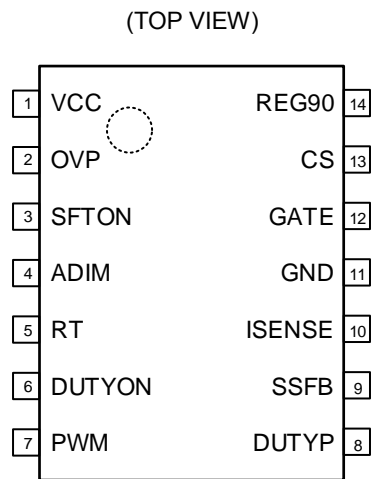 (TOP VIEW)
1 VCC REG90 14
2 OVP CS 13
3 SFTON GATE 12
4 ADIM GND 11
5 RT ISENSE 10
6 DUTYON SSFB 9
7 PWM DUTYP 8